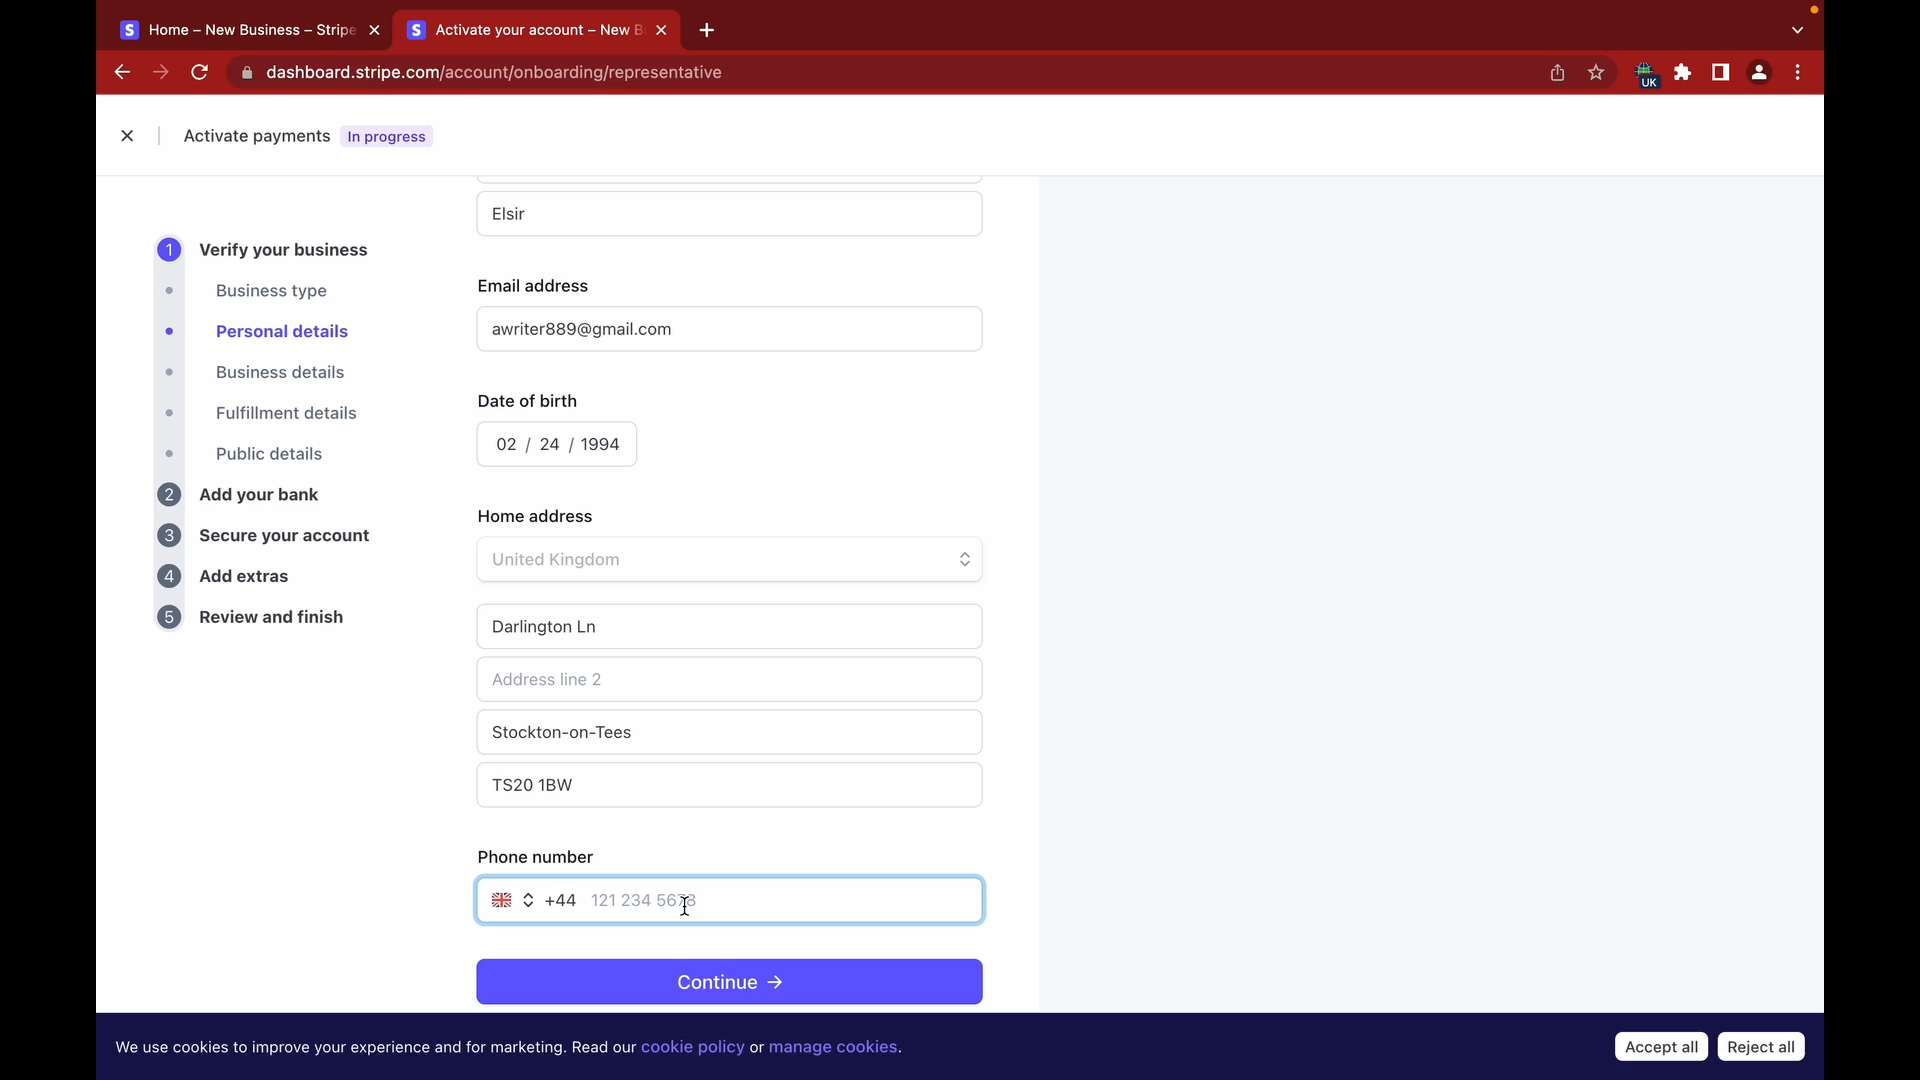 Home – New Business – Stripe
Activate your account – New B
dashboard.stripe.com/account/onboarding/representative
UK
Activate payments In progress
Elsir
1 Verify your business
Email address
Business type
awriter889@gmail.com
Personal details
Business details
Date of birth
Fulfillment details
02 / 24 / 1994
Public details
2 Add your bank
Home address
3 Secure your account
United Kingdom
4 Add extras
5 Review and finish
Darlington Ln
Address line 2
Stockton-on-Tees
TS20 1BW
Phone number
+44 121 234 5678
Continue →
We use cookies to improve your experience and for marketing. Read our cookie policy or manage cookies.
Accept all
Reject all